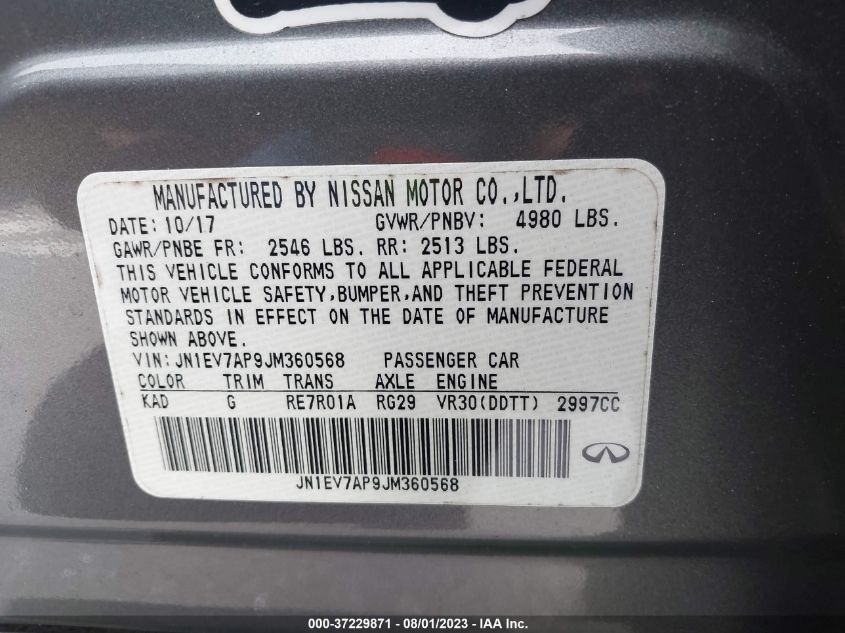 MANUFACTURED BY NISSAN MOTOR CO.,LTD.
DATE: 10/17 GVWR/PNBV: 4980 LBS.
GAWR/PNBE FR: 2546 LBS. RR: 2513 LBS.
THIS VEHICLE CONFORMS TO ALL APPLICABLE FEDERAL
MOTOR VEHICLE SAFETY,BUMPER,AND THEFT PREVENTION
STANDARDS IN EFFECT ON THE DATE OF MANUFACTURE
SHOWN ABOVE.
VIN:JN1EV7AP9JM360568 PASSENGER CAR
COLOR TRIM TRANS AXLE ENGINE
KAD G RE7R01A RG29 VR30(DDTT) 2997CC
JN1EV7AP9JM360568
000-37229871 - 08/01/2023 - IAA Inc.